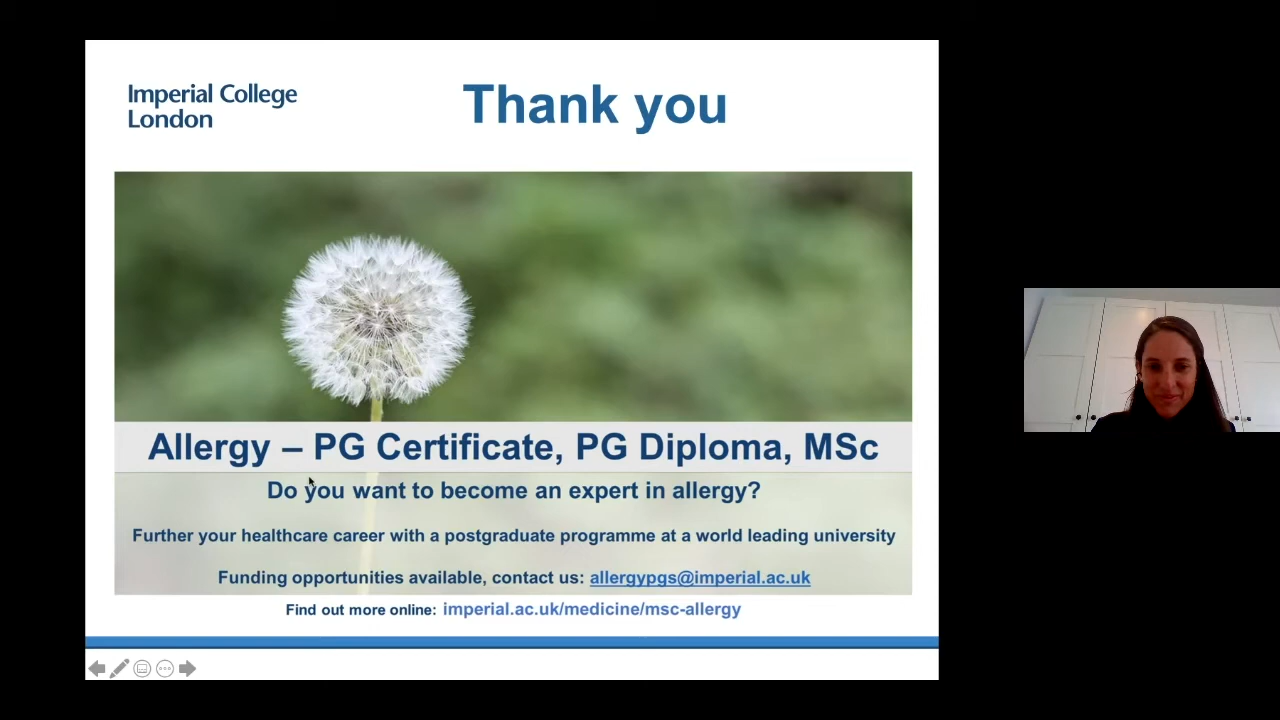 Imperial College
London
Thank you
Allergy – PG Certificate, PG Diploma, MSc
Do you want to become an expert in allergy?
Further your healthcare career with a postgraduate programme at a world leading university
Funding opportunities available, contact us: allergypgs@imperial.ac.uk
Find out more online: imperial.ac.uk/medicine/msc-allergy